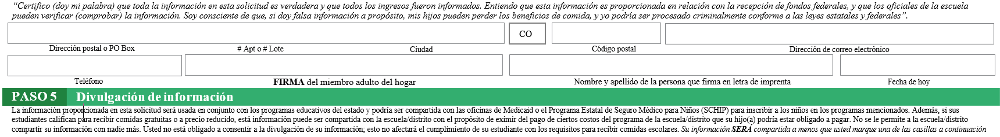 “Certifico (doy mi palabra) que toda la información en esta solicitud es verdadera y que todos los ingresos fueron informados. Entiendo que esta información es proporcionada en relación con la recepción de fondos federales, y que los oficiales de la escuela
pueden verificar (comprobar) la información. Soy consciente de que, si doy falsa información a propósito, mis hijos pueden perder los beneficios de comida, y yo podría ser procesado criminalmente conforme a las leyes estatales y federales”.
CO
Dirección postal o PO Box # Apt o # Lote Ciudad Código postal Dirección de correo electrónico
Teléfono FIRMA del miembro adulto del hogar Nombre y apellido de la persona que firma en letra de imprenta Fecha de hoy
PASO 5 Divulgación de información
La información proporcionada en esta solicitud será usada en conjunto con los programas educativos del estado y podría ser compartida con las oficinas de Medicaid o el Programa Estatal de Seguro Médico para Niños (SCHIP) para inscribir a los niños en los programas mencionados. Además, si sus
estudiantes califican para recibir comidas gratuitas o a precio reducido, está información puede ser compartida con la escuela/distrito con el propósito de eximir del pago de ciertos costos del programa de la escuela/distrito que su hijo(a) podría estar obligado a pagar. No se le permite a la escuela/distrito
compartir su información con nadie más. Usted no está obligado a consentir a la divulgación de su información; esto no afectará el cumplimiento de su estudiante con los requisitos para recibir comidas escolares. Su información SERÁ compartida a menos que usted marque una de las casillas a continuación